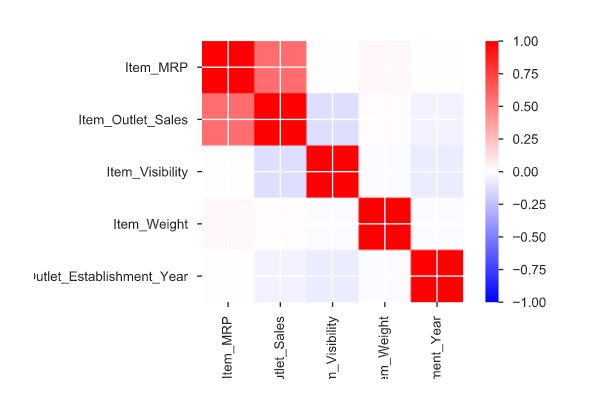 Item_MRP
Item_Outlet_Sales
Item_Visibility
Item_Weight
utlet_Establishment_Year
1.00
0.75
0.50
0.25
0.00
−0.25
−0.50
−0.75
−1.00
Item_MRP
utlet_Sales
m_Visibility
em_Weight
ment_Year